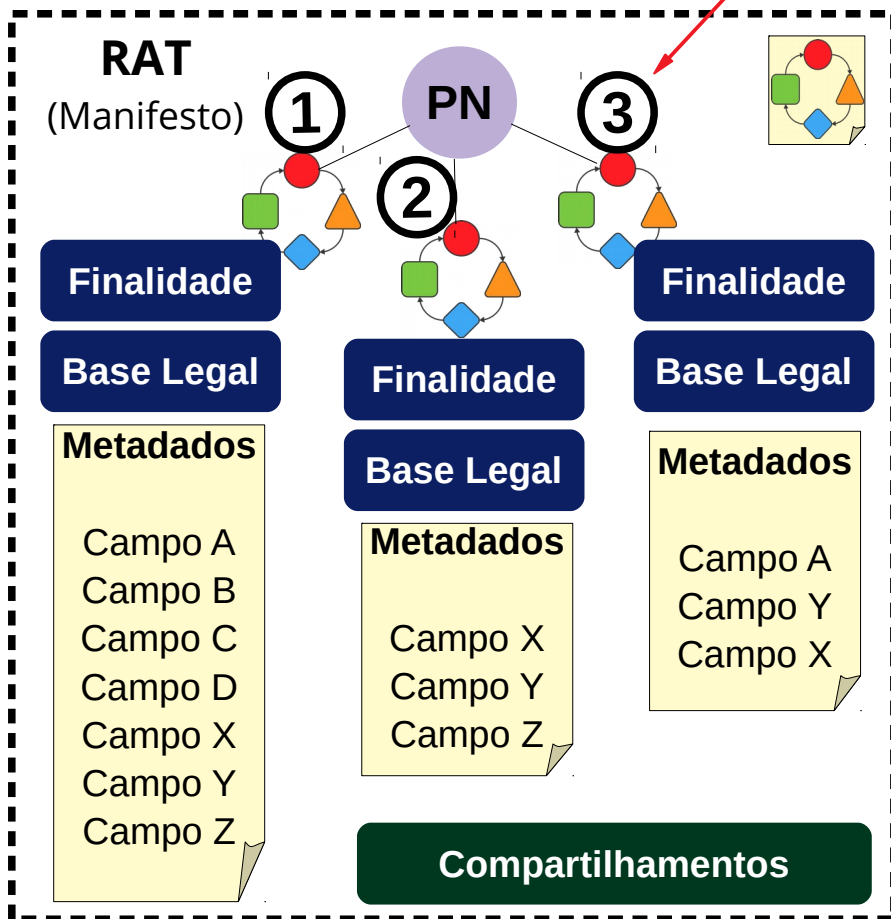 RAT
(Manifesto)
1
PN
3
2
Finalidade
Base Legal
Metadados
Campo A
Campo B
Campo C
Campo D
Campo X
Campo Y
Campo Z
Finalidade
Base Legal
Metadados
Campo X
Campo Y
Campo Z
Finalidade
Base Legal
Metadados
Campo A
Campo Y
Campo X
Compartilhamentos